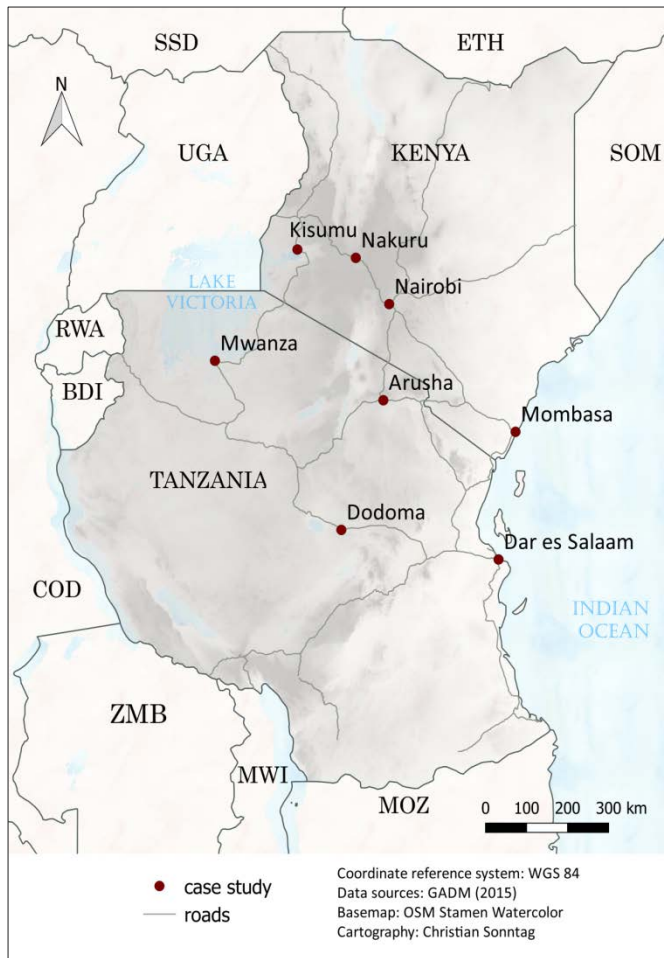 SSD
ETH
N
UGA
KENYA
SOM
Kisumu
Nakuru
LAKE
VICTORIA
Nairobi
RWA
Mwanza
BDI
Arusha
Mombasa
TANZANIA
Dodoma
Dar es Salaam
COD
INDIAN
OCEAN
ZMB
MWI
MOZ
0 100 200 300 km
case study
roads
Coordinate reference system: WGS 84
Data sources: GADM (2015)
Basemap: OSM Stamen Watercolor
Cartography: Christian Sonntag